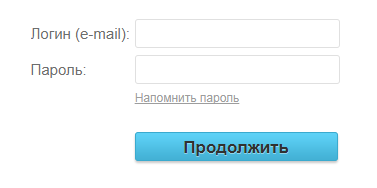 Логин (e-mail):
Пароль:
Напомнить пароль
Продолжить